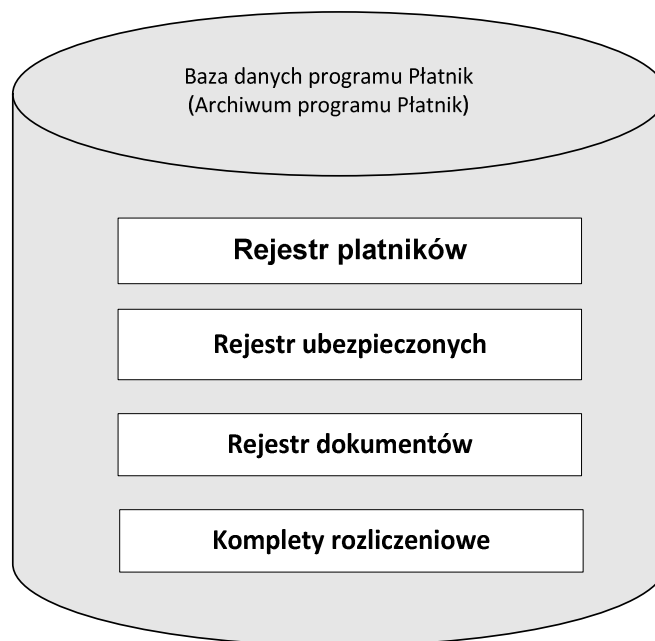 Baza danych programu Płatnik
(Archiwum programu Płatnik)
Rejestr platników
Rejestr ubezpieczonych
Rejestr dokumentów
Komplety rozliczeniowe